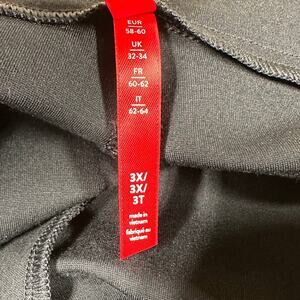 EUR
58-60
UK
32-34
FR
60-62
IT
62-64
3X/
3X/
3T
made in
vietnam
fabriqué au
vietnam